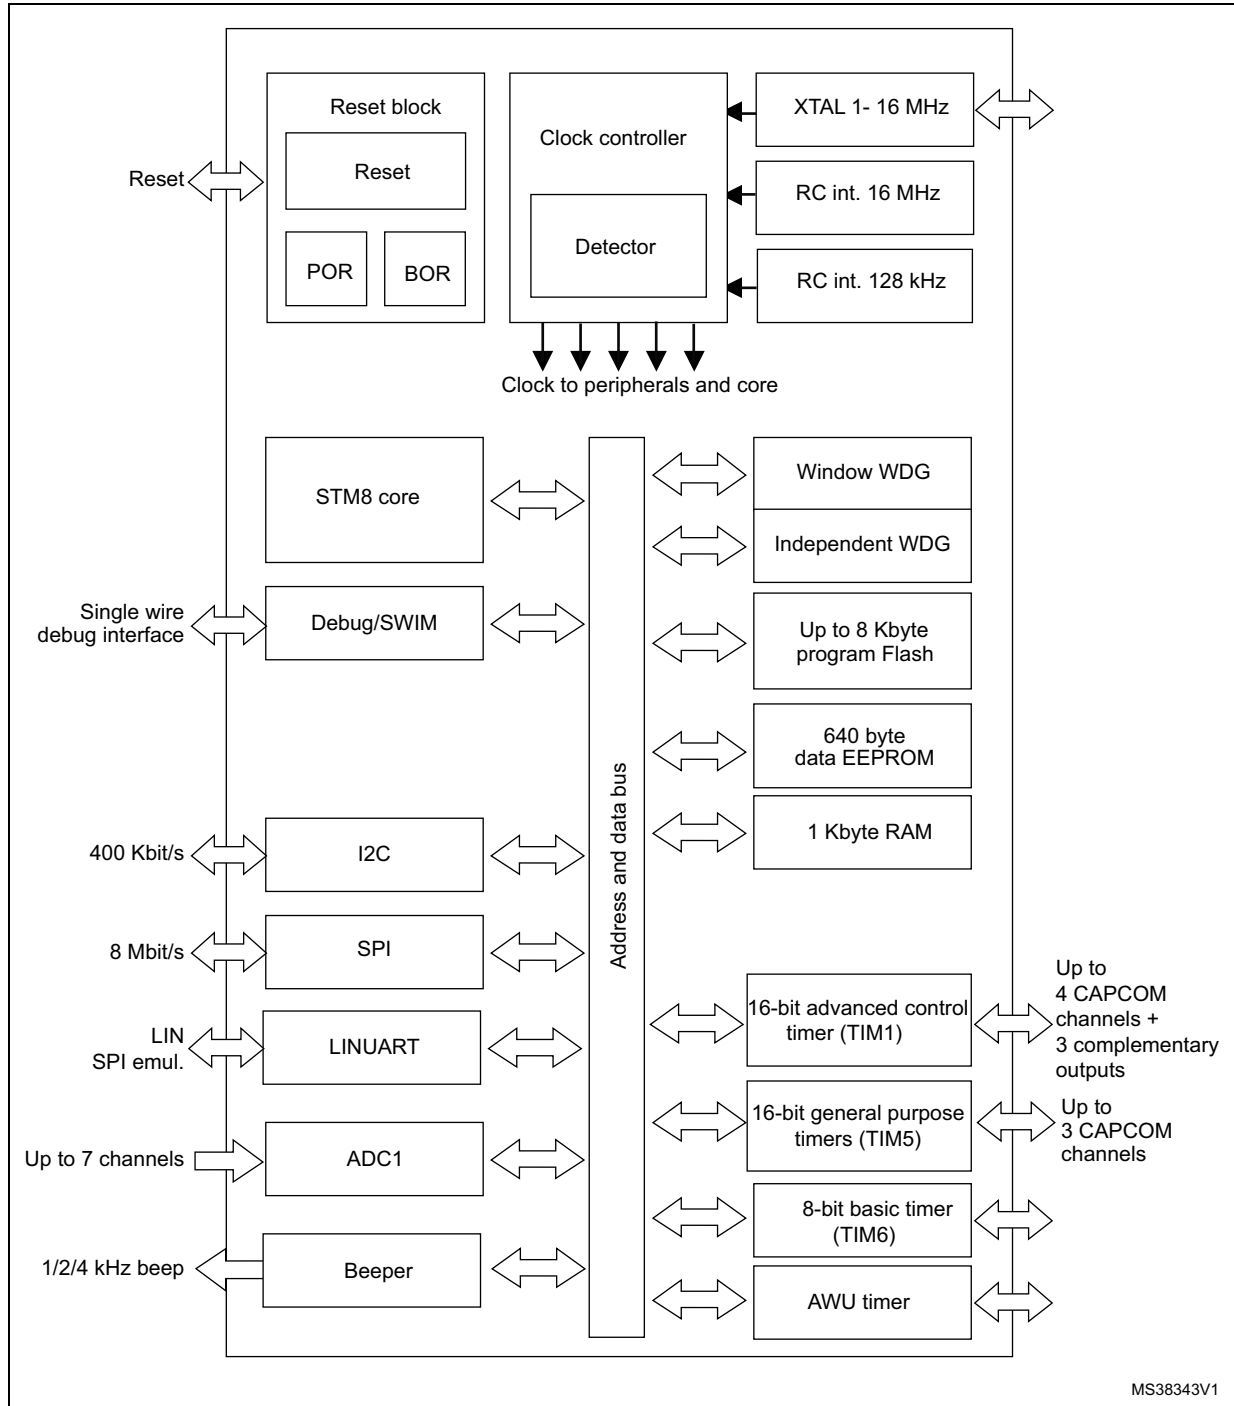 Reset block
Reset
POR
BOR
Reset
Clock controller
Detector
XTAL 1- 16 MHz
RC int. 16 MHz
RC int. 128 kHz
Clock to peripherals and core
STM8 core
Single wire
debug interface
Debug/SWIM
400 Kbit/s
I2C
8 Mbit/s
SPI
LIN
SPI emul.
LINUART
Up to 7 channels
ADC1
1/2/4 kHz beep
Beeper
Address and data bus
Window WDG
Independent WDG
Up to 8 Kbyte
program Flash
640 byte
data EEPROM
1 Kbyte RAM
16-bit advanced control
timer (TIM1)
Up to
4 CAPCOM
channels +
3 complementary
outputs
16-bit general purpose
timers (TIM5)
Up to
3 CAPCOM
channels
8-bit basic timer
(TIM6)
AWU timer
MS38343V1